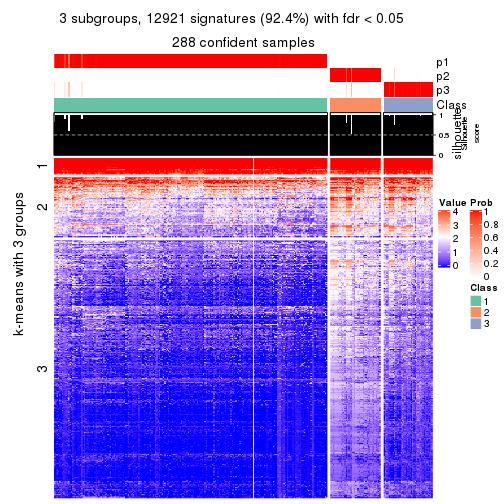 3 subgroups, 12921 signatures (92.4%) with fdr < 0.05
288 confident samples
p1
p2
p3
Class
1
0.5
0
silhouette
Silhouette
score
k-means with 3 groups
1
2
3
Value
4
3
2
1
0
Prob
1
0.8
0.6
0.4
0.2
0
Class
1
2
3